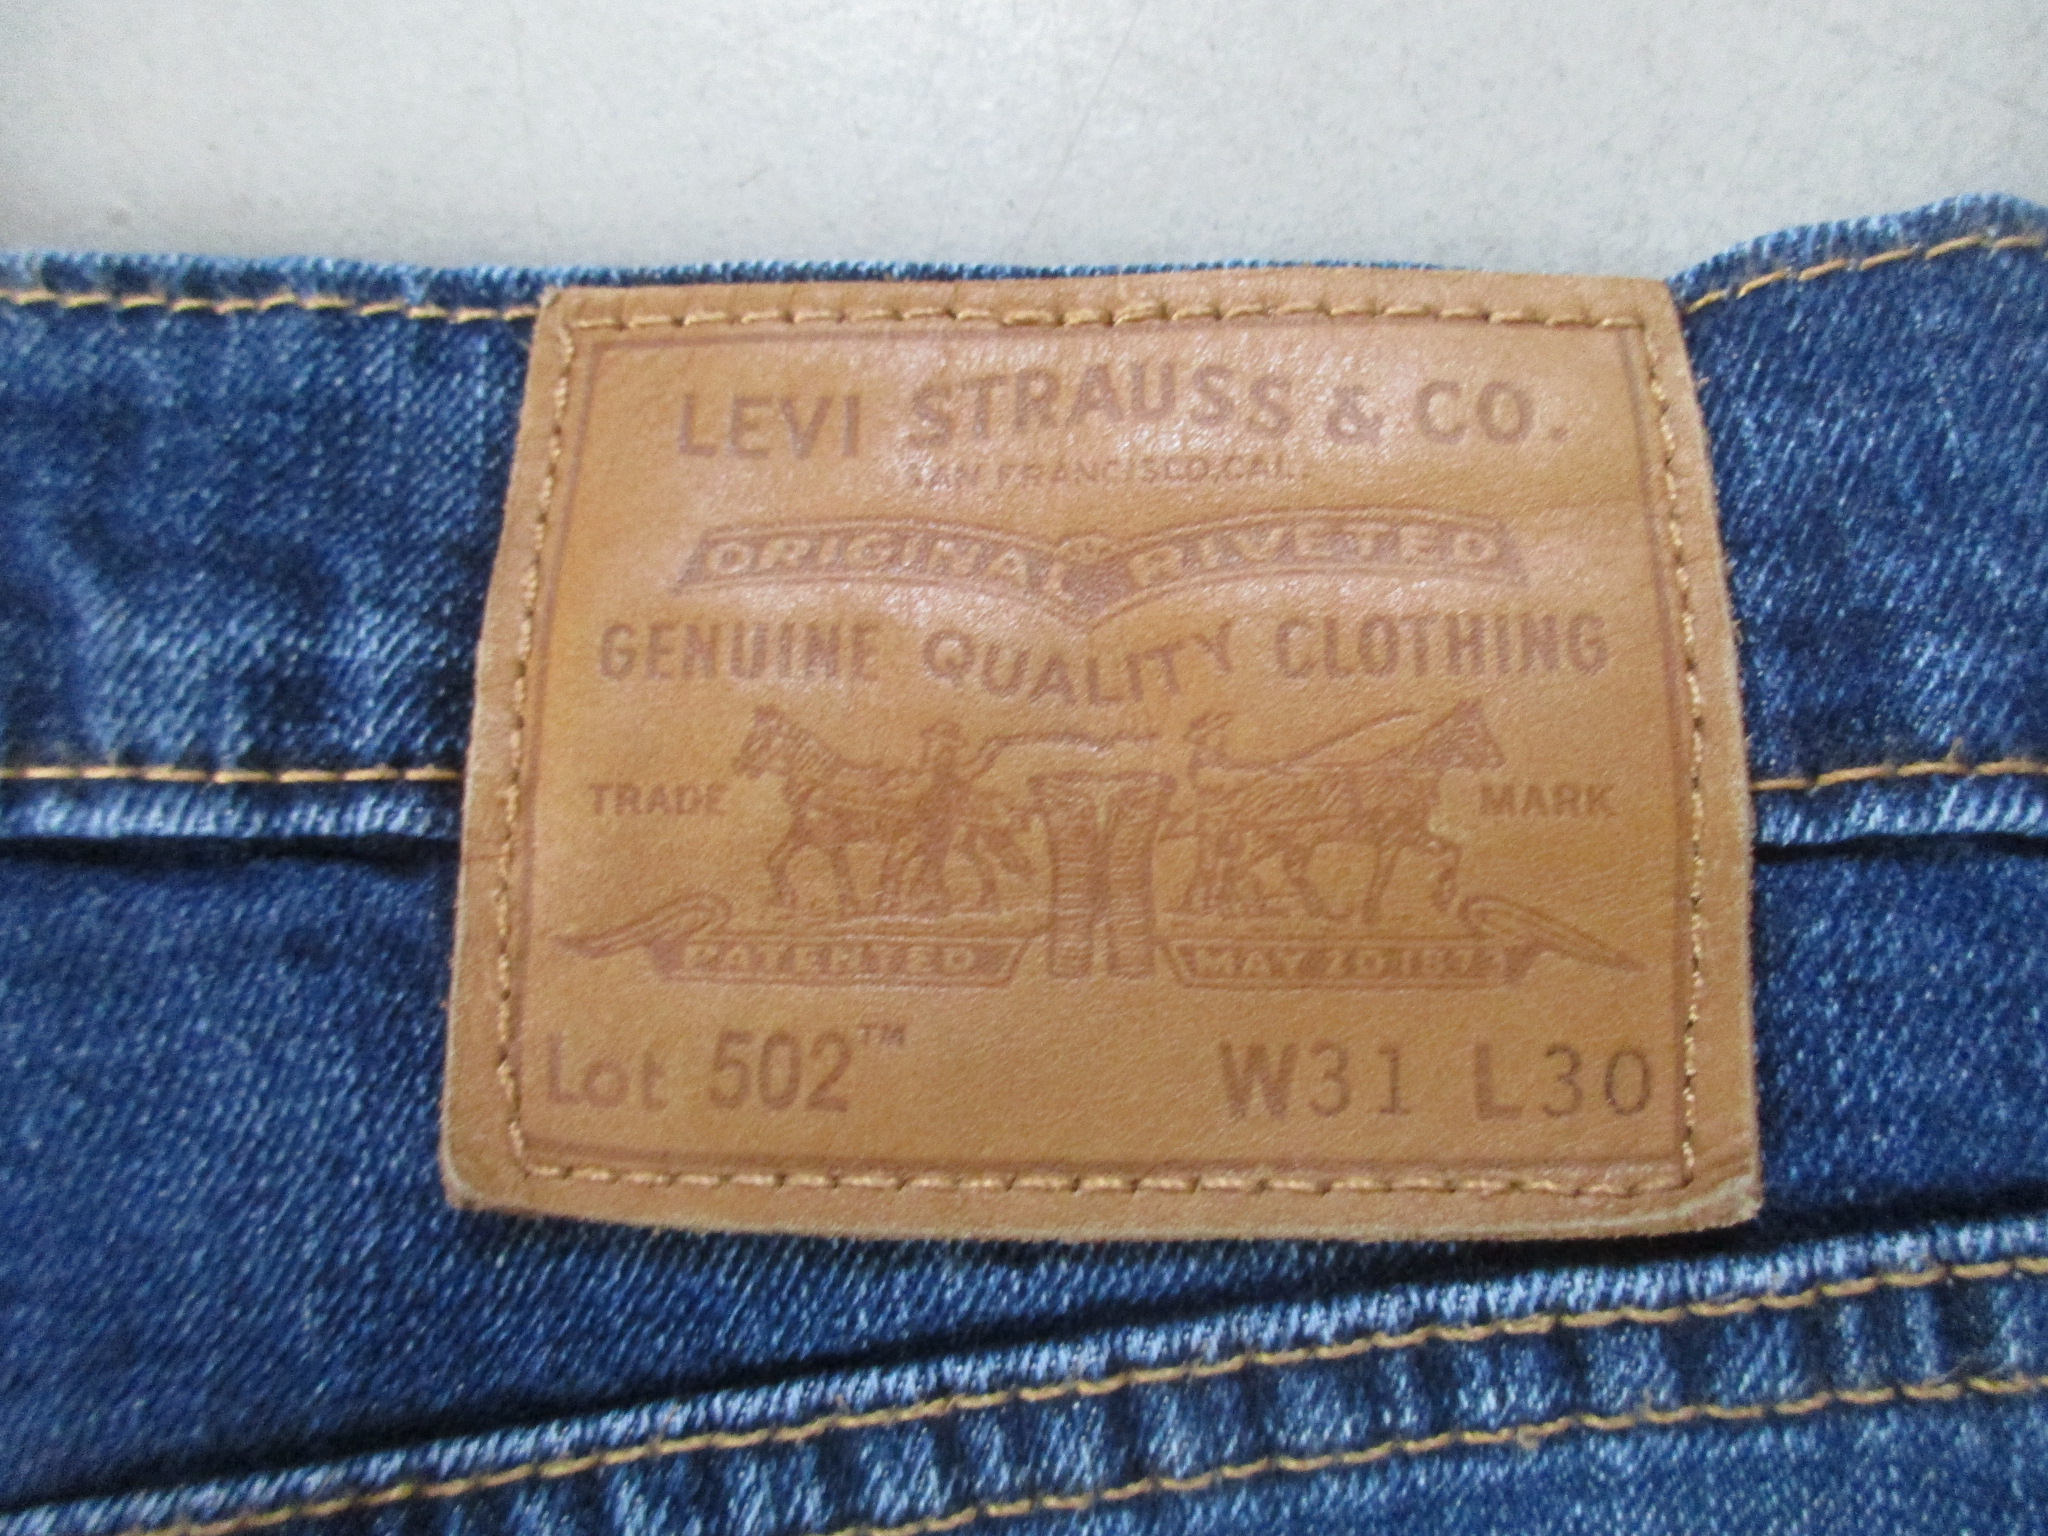 LEVI STRAUSS & CO.
SAN FRANCISCO, CAL.
ORIGINAL RIVETED
GENUINE QUALITY CLOTHING
TRADE MARK
PATENTED MAY 20 1873
Lot 502™ W31 L30